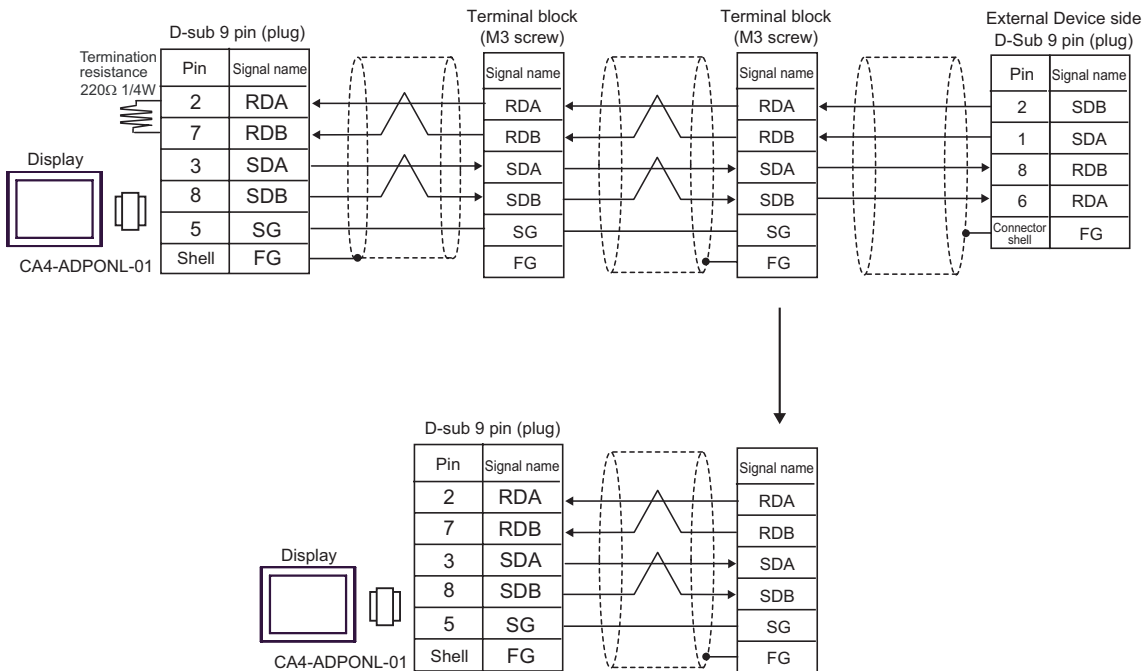 D-sub 9 pin (plug)
Terminal block
(M3 screw)
Terminal block
(M3 screw)
External Device side
D-Sub 9 pin (plug)
Termination
resistance
220Ω 1/4W
Pin Signal name
2 RDA
7 RDB
3 SDA
8 SDB
5 SG
Shell FG
Display
CA4-ADPONL-01
Signal name
RDA
RDB
SDA
SDB
SG
FG
Signal name
RDA
RDB
SDA
SDB
SG
FG
Pin Signal name
2 SDB
1 SDA
8 RDB
6 RDA
Connector
shell
FG
D-sub 9 pin (plug)
Pin Signal name
2 RDA
7 RDB
3 SDA
8 SDB
5 SG
Shell FG
Display
CA4-ADPONL-01
Signal name
RDA
RDB
SDA
SDB
SG
FG